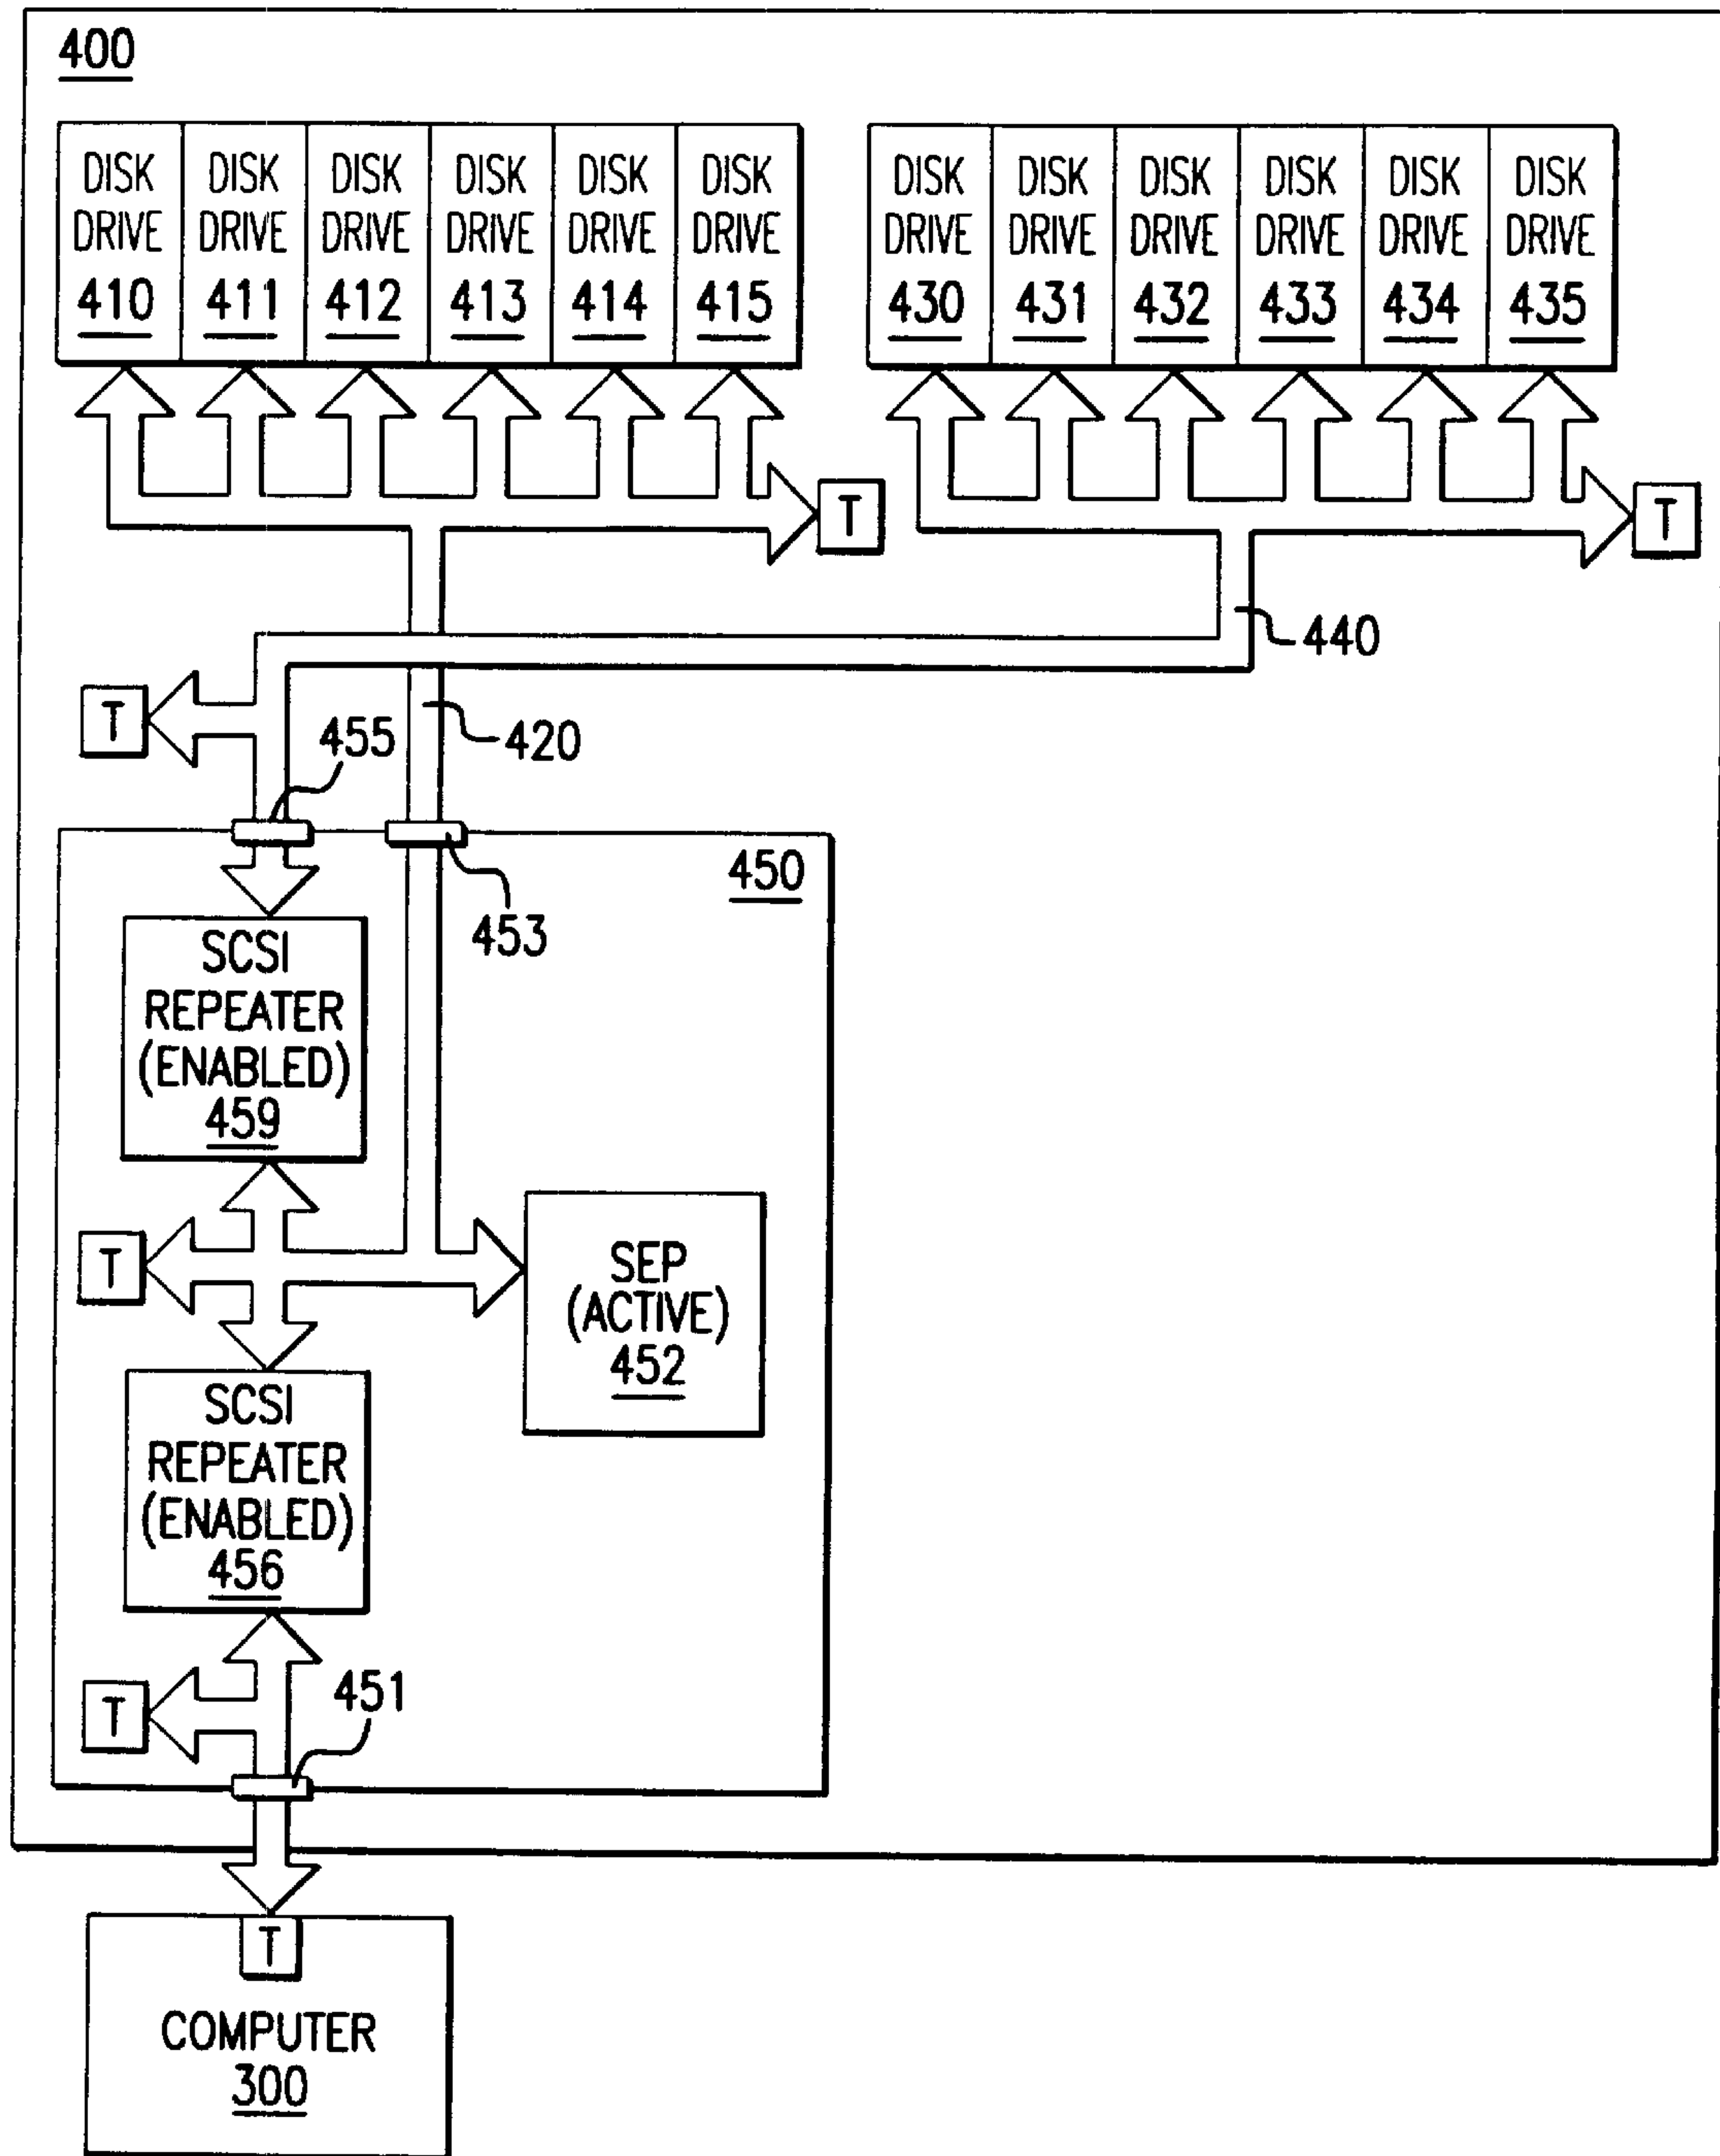 400
DISK DRIVE 410
DISK DRIVE 411
DISK DRIVE 412
DISK DRIVE 413
DISK DRIVE 414
DISK DRIVE 415
DISK DRIVE 430
DISK DRIVE 431
DISK DRIVE 432
DISK DRIVE 433
DISK DRIVE 434
DISK DRIVE 435
T
T
440
T
455
420
450
453
SCSI
REPEATER
(ENABLED)
459
T
SEP
(ACTIVE)
452
SCSI
REPEATER
(ENABLED)
456
T
451
T
COMPUTER
300